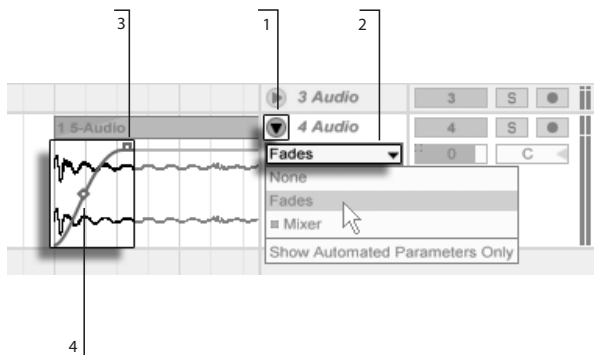 3
1
2
3 Audio
3
S
1 5-Audio
4 Audio
4
S
Fades
0
C
None
Fades
Mixer
Show Automated Parameters Only
4